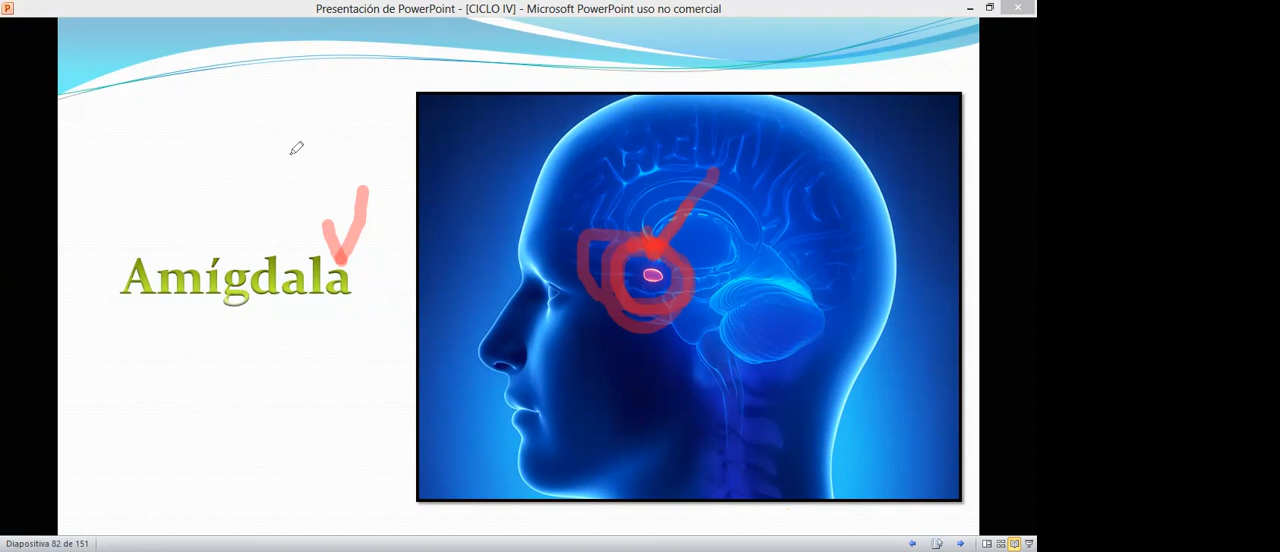 Presentación de PowerPoint - [CICLO IV] - Microsoft PowerPoint uso no comercial
Amígdala
Diapositiva 82 de 151